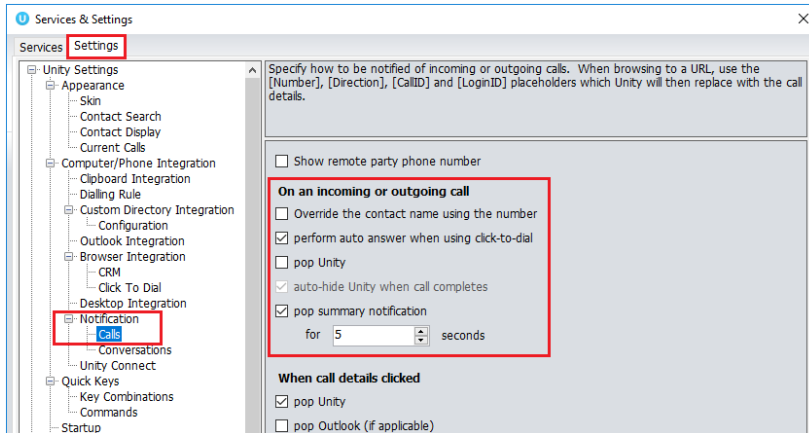 Services & Settings
Services Settings
Unity Settings
Appearance
Skin
Contact Search
Contact Display
Current Calls
Computer/Phone Integration
Clipboard Integration
Dialling Rule
Custom Directory Integration
Configuration
Outlook Integration
Browser Integration
CRM
Click To Dial
Desktop Integration
Notification
Calls
Conversations
Unity Connect
Quick Keys
Key Combinations
Commands
Startup
Specify how to be notified of incoming or outgoing calls. When browsing to a URL, use the
[Number], [Direction], [CallID] and [LoginID] placeholders which Unity will then replace with the call
details.
Show remote party phone number
On an incoming or outgoing call
Override the contact name using the number
perform auto answer when using click-to-dial
pop Unity
auto-hide Unity when call completes
pop summary notification
for 5 seconds
When call details clicked
pop Unity
pop Outlook (if applicable)